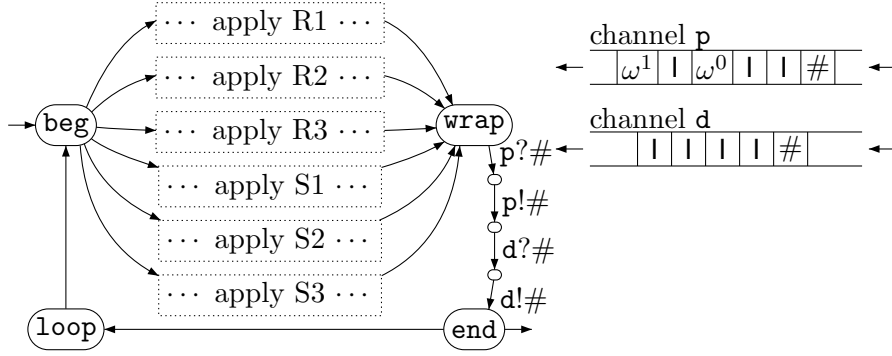 ··· apply R1 ···
··· apply R2 ···
··· apply R3 ···
··· apply S1 ···
··· apply S2 ···
··· apply S3 ···
beg
wrap
p?#
p!#
d?#
d!#
loop
end
channel p
ω¹ | ω⁰ | | #
channel d
| | | | #